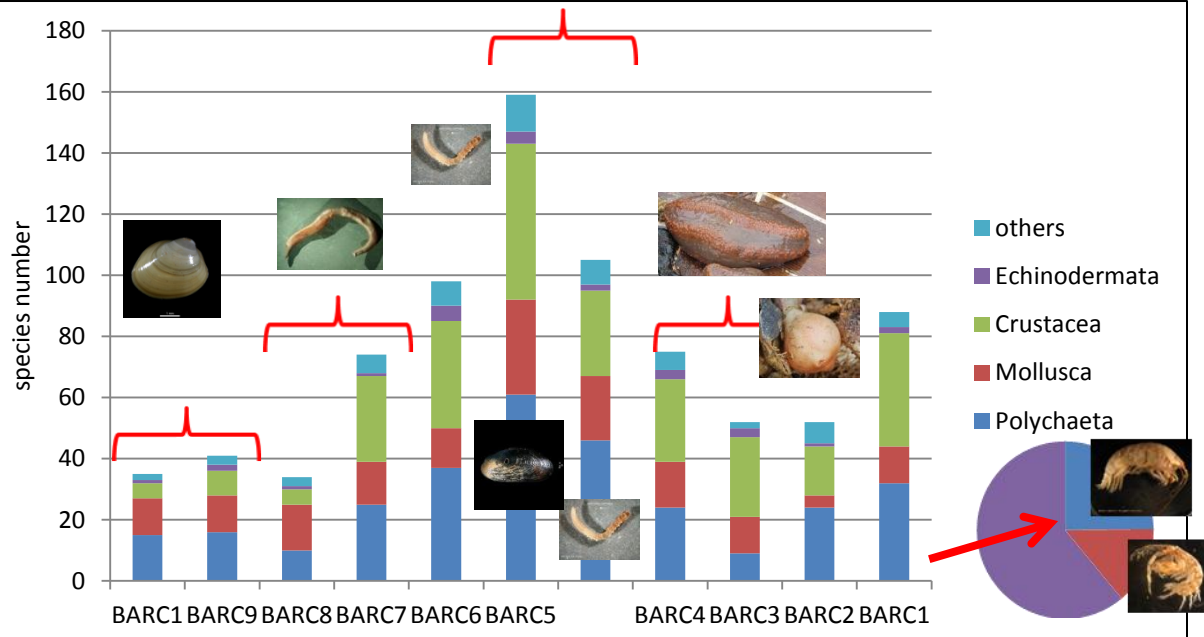 180
160
140
120
100
80
60
40
20
0
species number
BARC1 BARC9 BARC8 BARC7 BARC6 BARC5 BARC4 BARC3 BARC2 BARC1
others
Echinodermata
Crustacea
Mollusca
Polychaeta